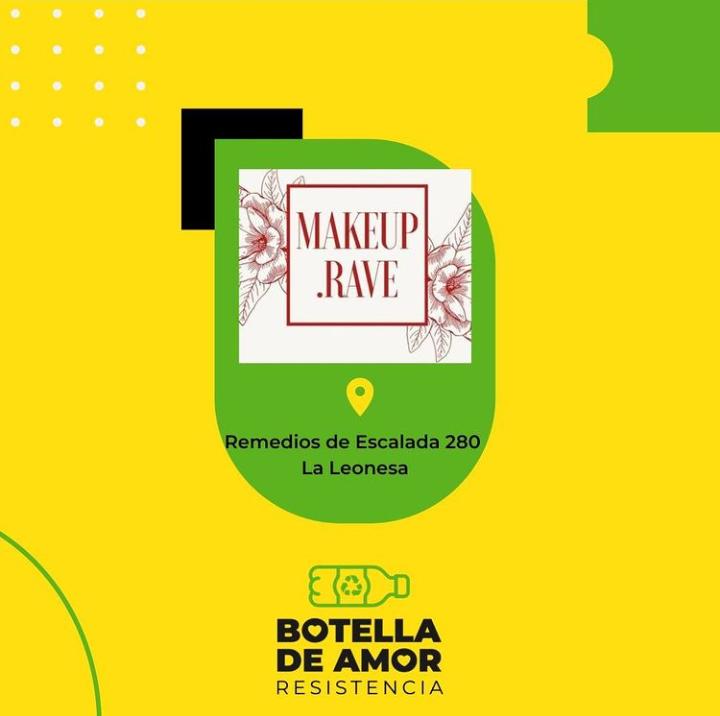 MAKEUP
.RAVE
Remedios de Escalada 280
La Leonesa
BOTELLA
DE AMOR
RESISTENCIA